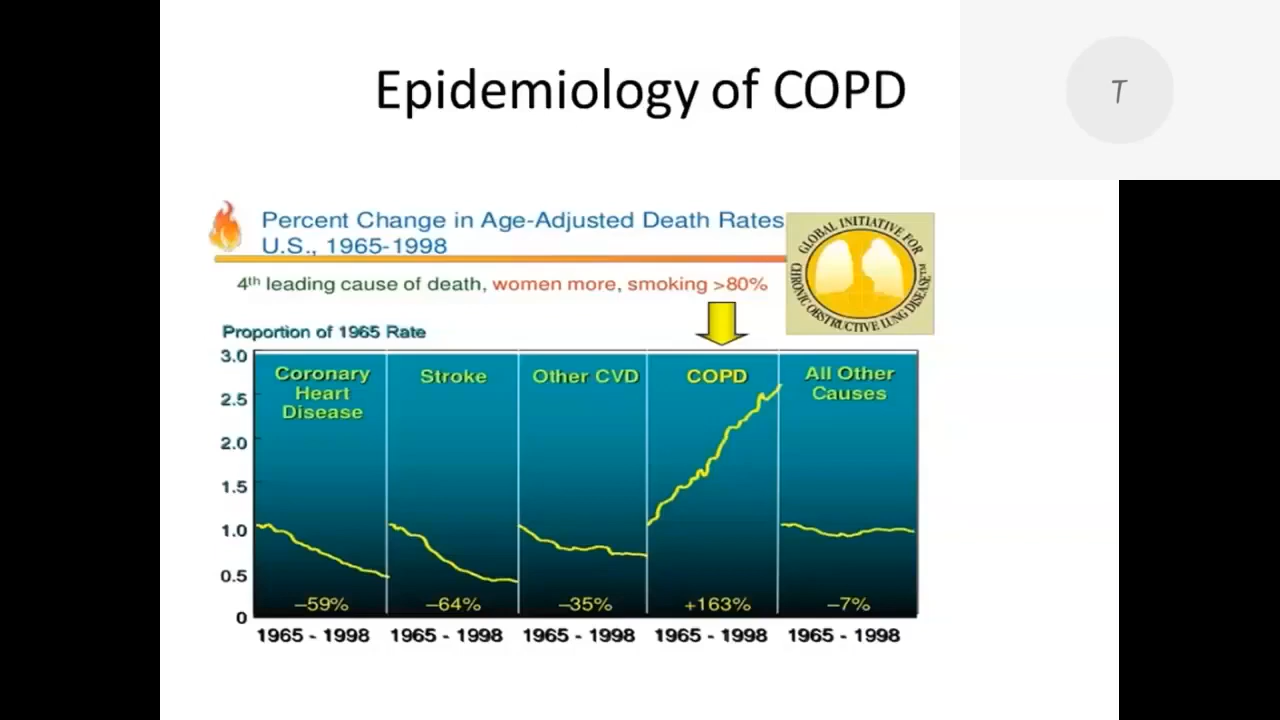 Epidemiology of COPD
T
Percent Change in Age-Adjusted Death Rates
U.S., 1965-1998
GLOBAL INITIATIVE FOR
CHRONIC OBSTRUCTIVE LUNG DISEASE™
4th leading cause of death, women more, smoking >80%
Proportion of 1965 Rate
3.0
2.5
2.0
1.5
1.0
0.5
0
Coronary
Heart
Disease
Stroke
Other CVD
COPD
All Other
Causes
–59%
–64%
–35%
+163%
–7%
1965 - 1998
1965 - 1998
1965 - 1998
1965 - 1998
1965 - 1998